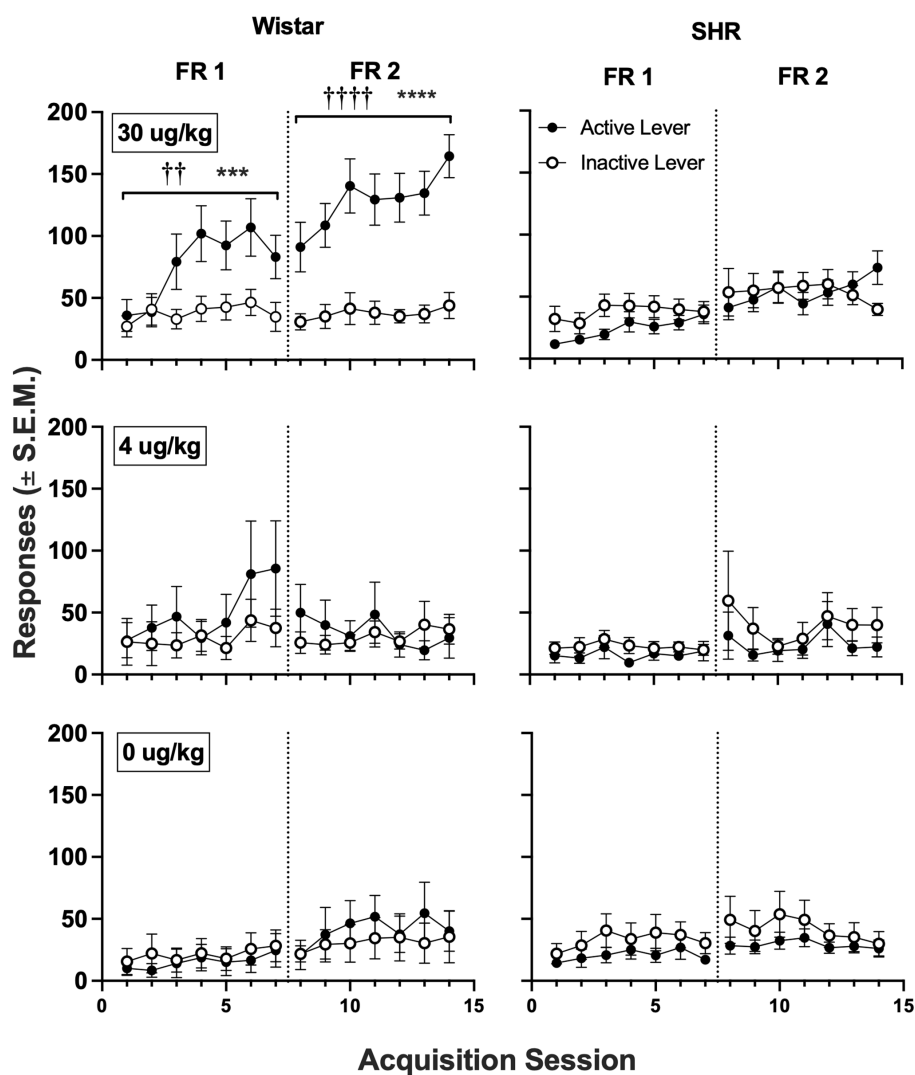 Wistar
SHR
FR 1
FR 2
FR 1
FR 2
†††† ****
200
30 ug/kg
Active Lever
Inactive Lever
150
†† ***
100
50
0
Responses (± S.E.M.)
200
4 ug/kg
150
100
50
0
200
0 ug/kg
150
100
50
0
0 5 10 15
0 5 10 15
Acquisition Session